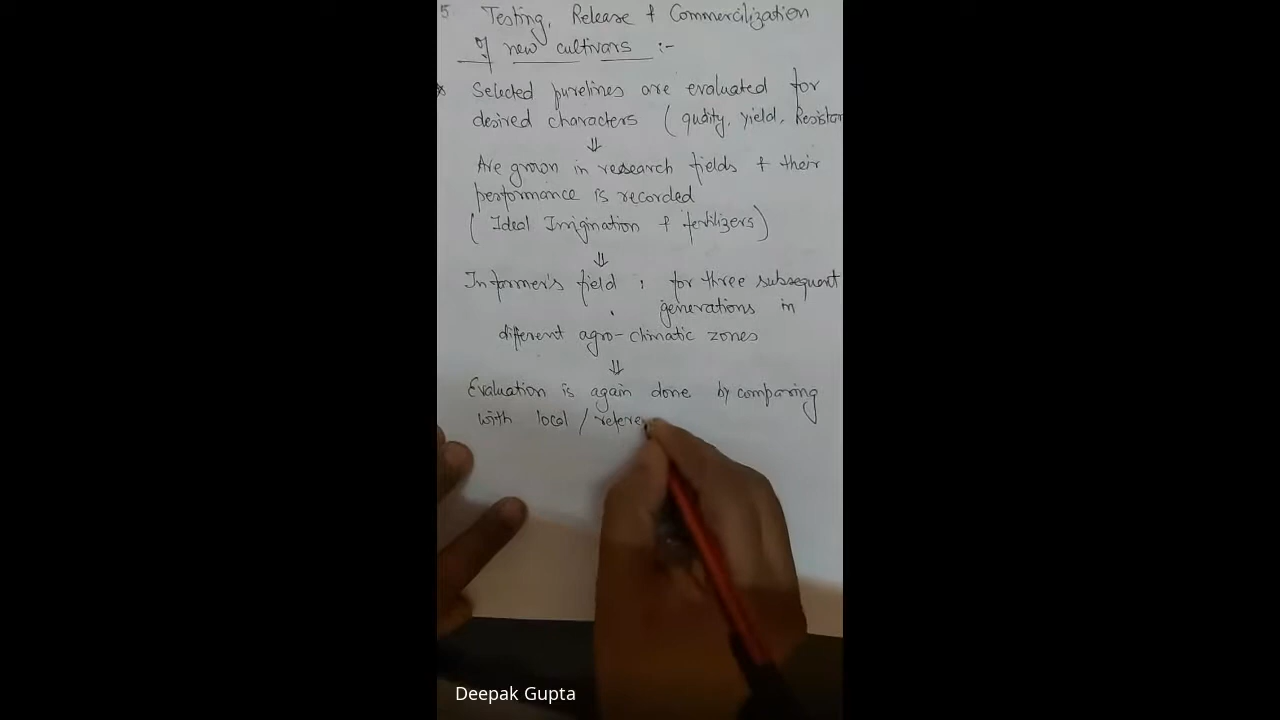 5 Testing, Release + Commercilization
of new cultivars :-
* Selected purelines are evaluated for
desired characters ( quality, yield, Resistan
⇓
Are grown in research fields + their
performance is recorded
( Ideal Irrigination + fertilizers )
⇓
In farmer's field , for three subsequent
generations in
different agro-climatic zones
⇓
Evaluation is again done by comparing
with local / refere
Deepak Gupta